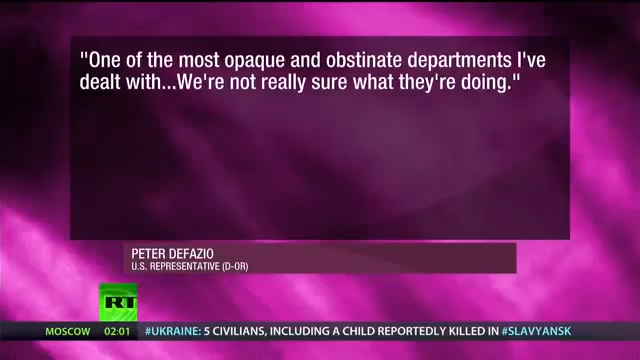 "One of the most opaque and obstinate departments I've
dealt with...We're not really sure what they're doing."
PETER DEFAZIO
U.S. REPRESENTATIVE (D-OR)
RT
MOSCOW 02:01 #UKRAINE: 5 CIVILIANS, INCLUDING A CHILD REPORTEDLY KILLED IN #SLAVYANSK